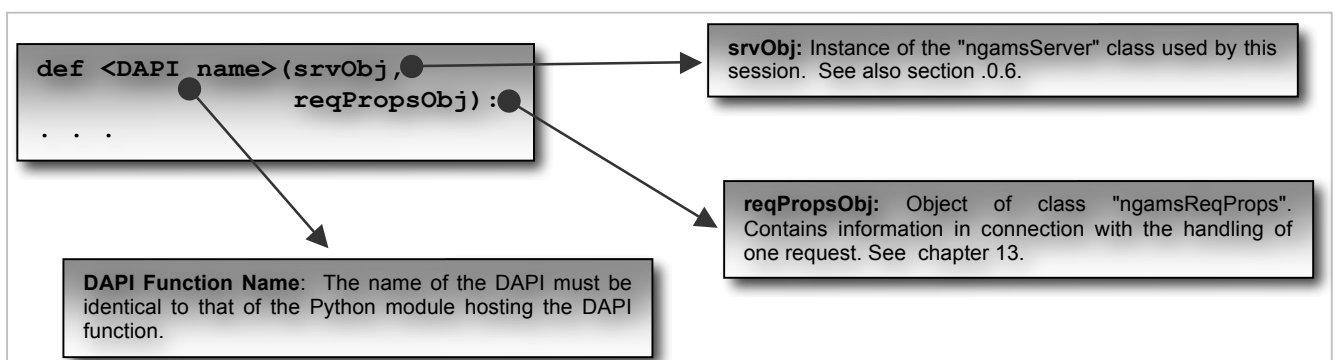 def <DAPI name>(srvObj,
reqPropsObj):
. . .
srvObj: Instance of the "ngamsServer" class used by this
session. See also section .0.6.
reqPropsObj: Object of class "ngamsReqProps".
Contains information in connection with the handling of
one request. See chapter 13.
DAPI Function Name: The name of the DAPI must be
identical to that of the Python module hosting the DAPI
function.